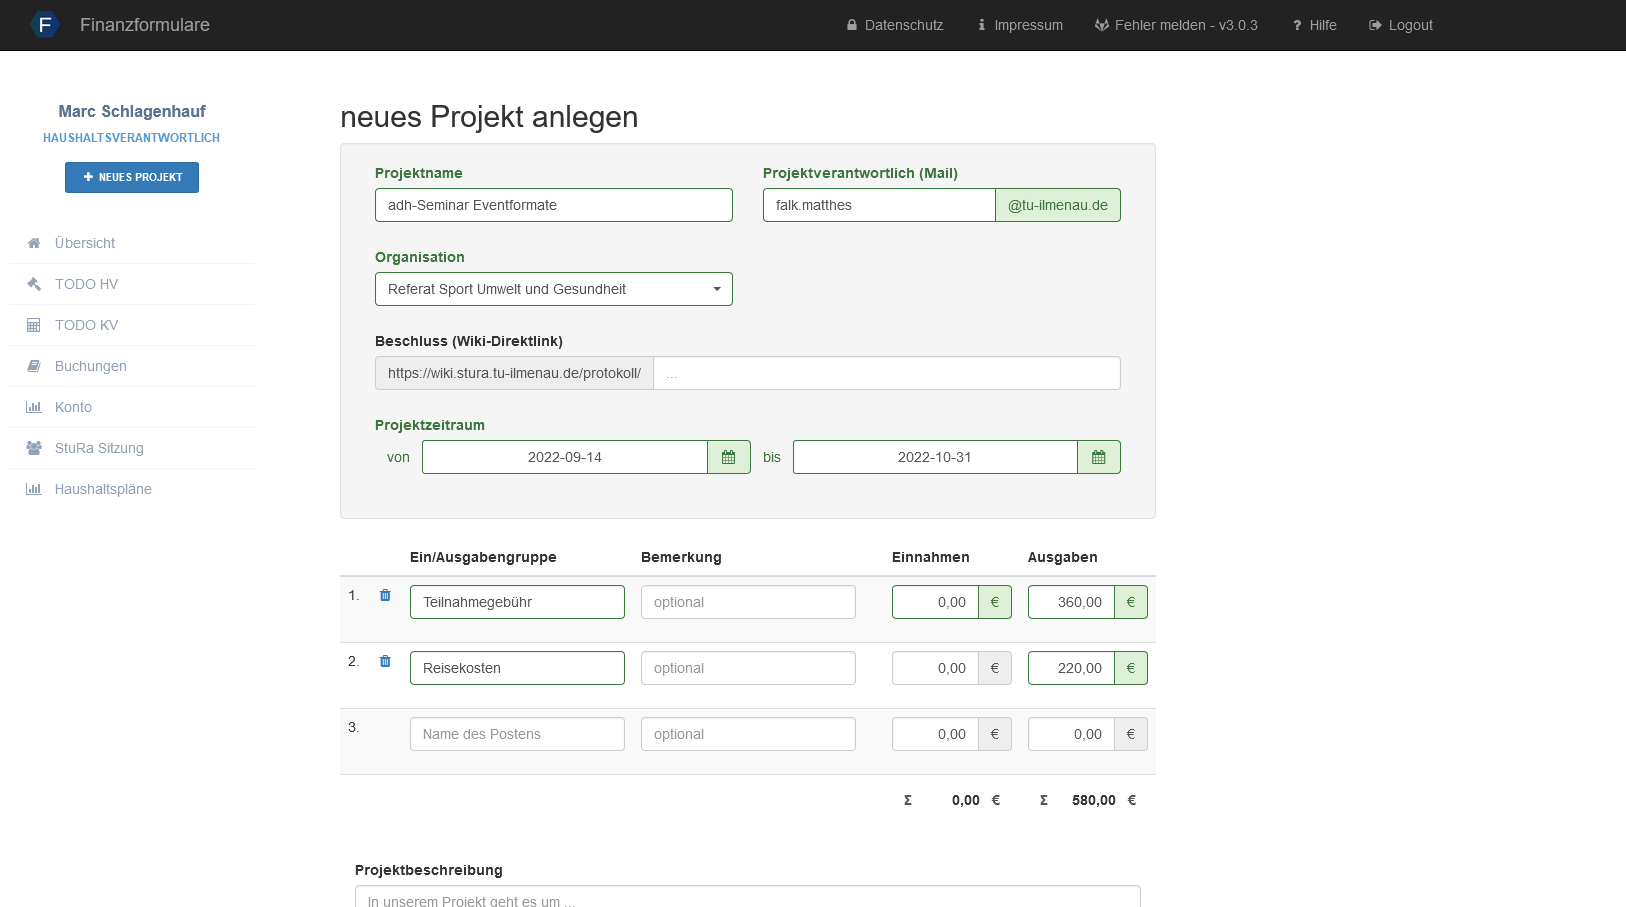 F Finanzformulare Datenschutz Impressum Fehler melden - v3.0.3 Hilfe Logout
Marc Schlagenhauf
HAUSHALTSVERANTWORTLICH
NEUES PROJEKT
Übersicht
TODO HV
TODO KV
Buchungen
Konto
StuRa Sitzung
Haushaltspläne
neues Projekt anlegen
Projektname Projektverantwortlich (Mail)
adh-Seminar Eventformate falk.matthes @tu-ilmenau.de
Organisation
Referat Sport Umwelt und Gesundheit
Beschluss (Wiki-Direktlink)
https://wiki.stura.tu-ilmenau.de/protokoll/ ...
Projektzeitraum
von 2022-09-14 bis 2022-10-31
Ein/Ausgabengruppe Bemerkung Einnahmen Ausgaben
1. Teilnahmegebühr optional 0,00 € 360,00 €
2. Reisekosten optional 0,00 € 220,00 €
3. Name des Postens optional 0,00 € 0,00 €
Σ 0,00 € Σ 580,00 €
Projektbeschreibung
In unserem Projekt geht es um ...